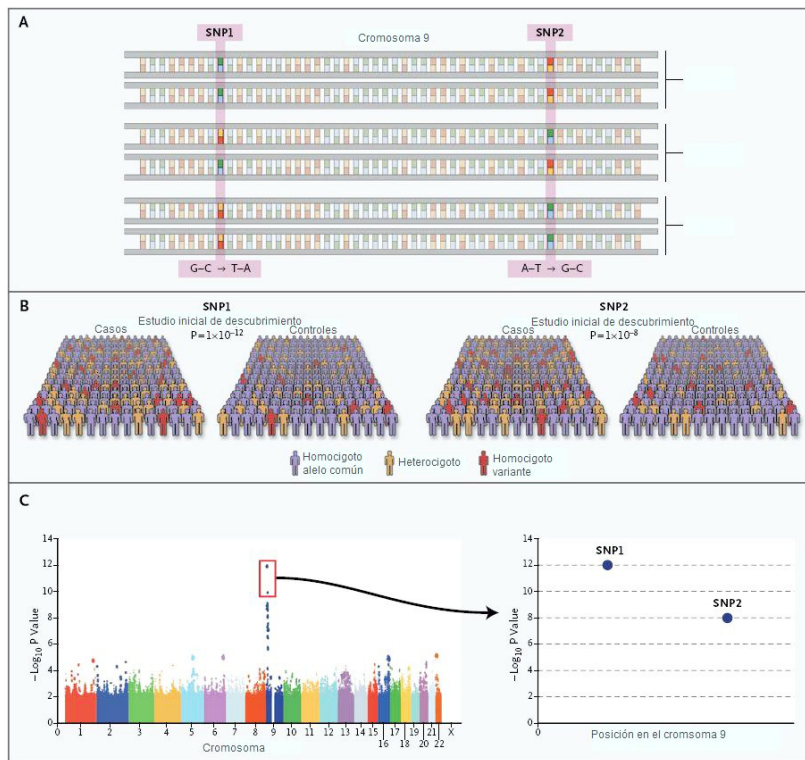 A
SNP1
Cromosoma 9
SNP2
G–C → T–A
A–T → G–C
B
SNP1
Estudio inicial de descubrimiento
Casos
P=1×10⁻¹²
Controles
SNP2
Estudio inicial de descubrimiento
Casos
P=1×10⁻⁸
Controles
Homocigoto
alelo común
Heterocigoto
Homocigoto
variante
C
−Log₁₀ P Value
14
12
10
8
6
4
2
0
0 1 2 3 4 5 6 7 8 9 10 11 12 13 14 15 17 19 21 X
16 18 20 22
Cromosoma
−Log₁₀ P Value
14
12
10
8
6
4
2
0
SNP1
SNP2
0
Posición en el cromsoma 9